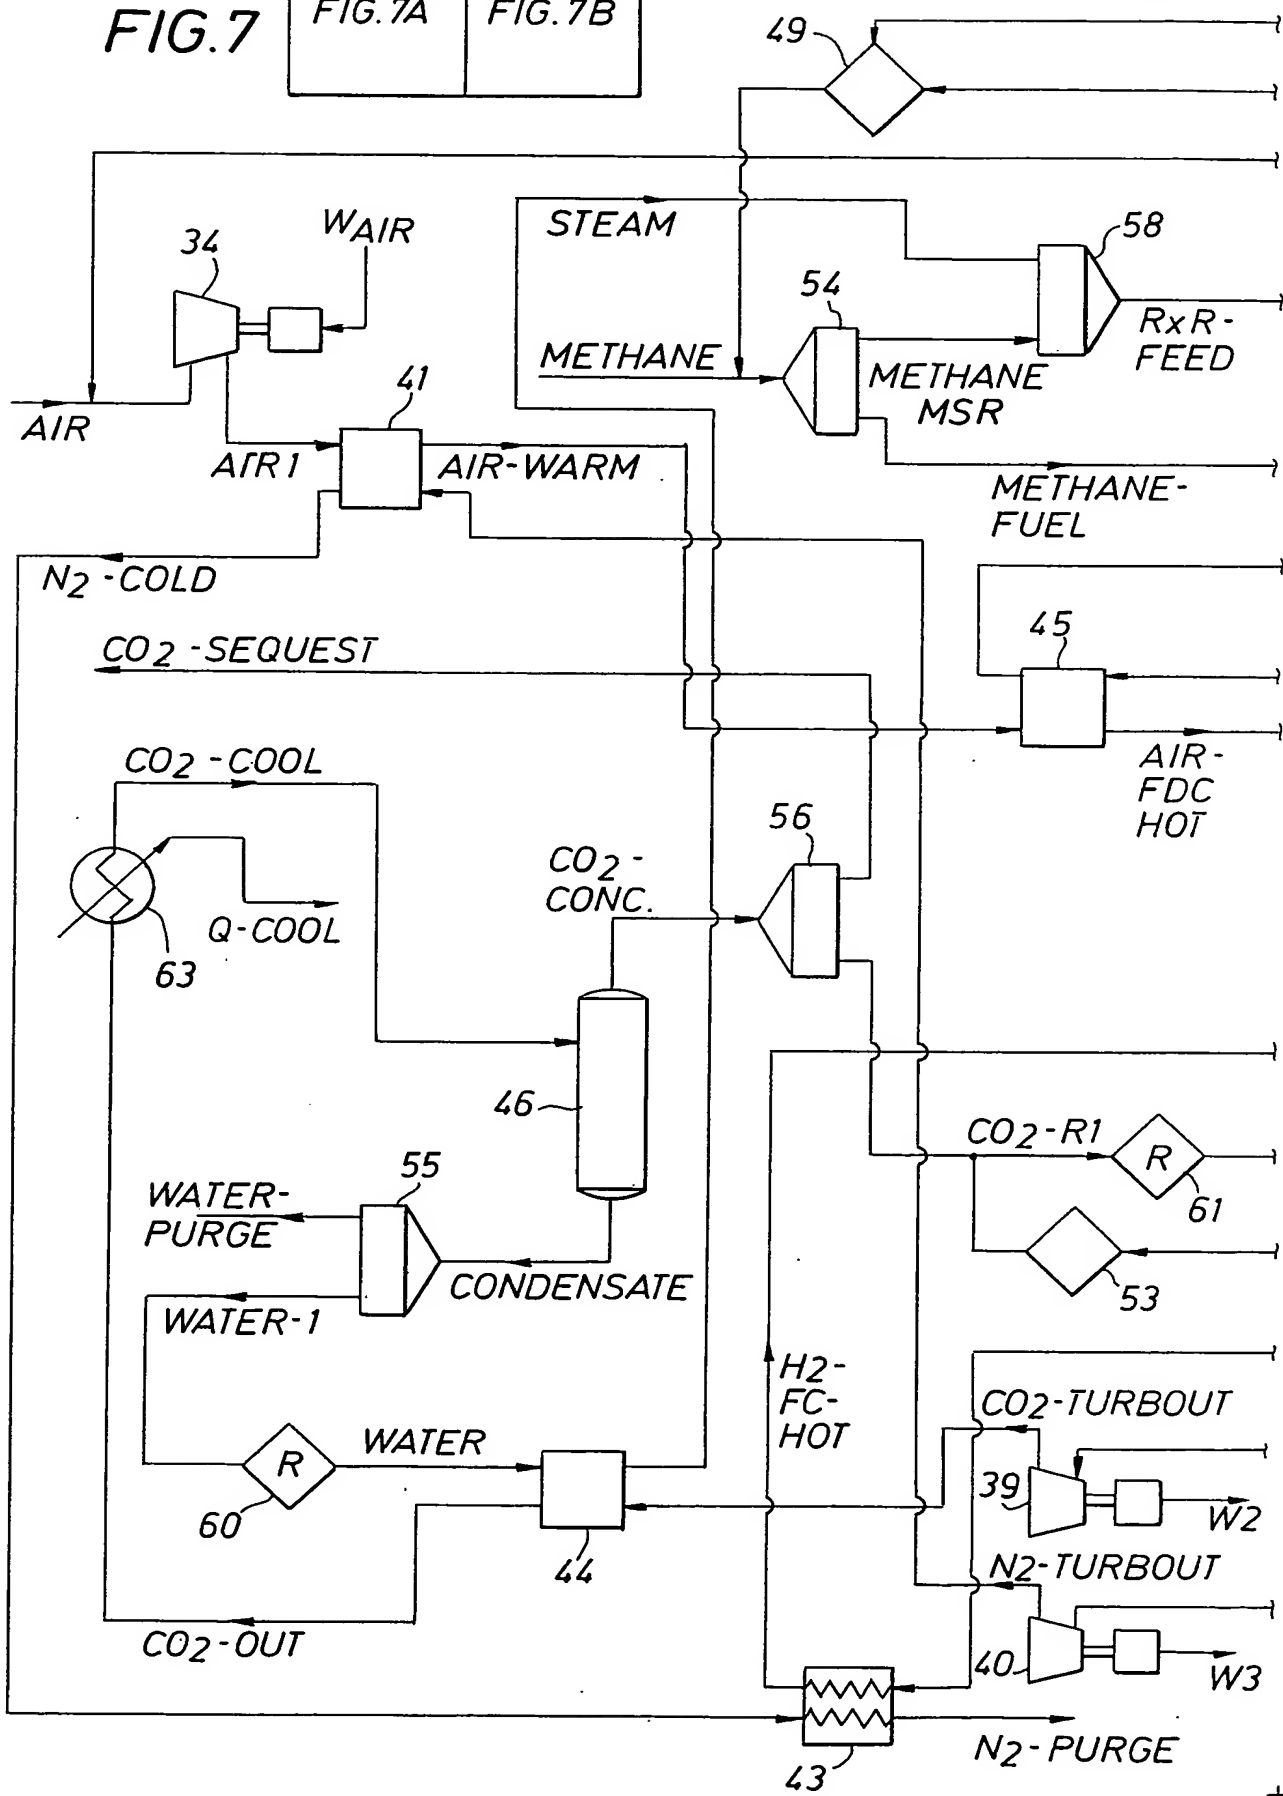 FIG.7
FIG.7A
FIG.7B
49
WAIR
34
STEAM
58
54
RxR-
FEED
METHANE
METHANE
MSR
41
AIR
AIR 1
AIR-WARM
METHANE-
FUEL
N2-COLD
CO2-SEQUEST
45
CO2-COOL
AIR-
FDC
HOT
56
CO2-
CONC.
Q-COOL
63
46
CO2-R1
R
61
55
WATER-
PURGE
CONDENSATE
53
WATER-1
H2-
FC-
HOT
CO2-TURBOUT
WATER
R
60
39
W2
44
N2-TURBOUT
CO2-OUT
40
W3
N2-PURGE
43